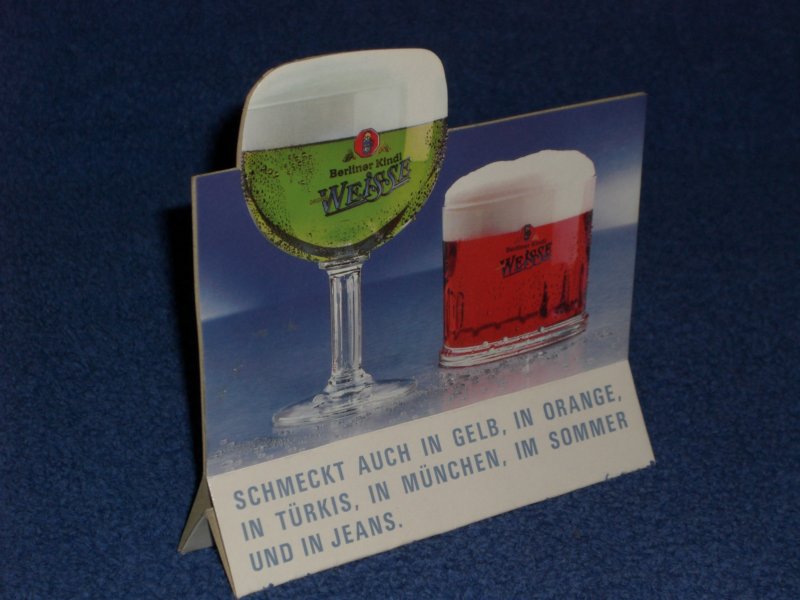 Berliner Kindl
WEISSE
Berliner Kindl
WEISSE
SCHMECKT AUCH IN GELB, IN ORANGE,
IN TÜRKIS, IN MÜNCHEN, IM SOMMER
UND IN JEANS.